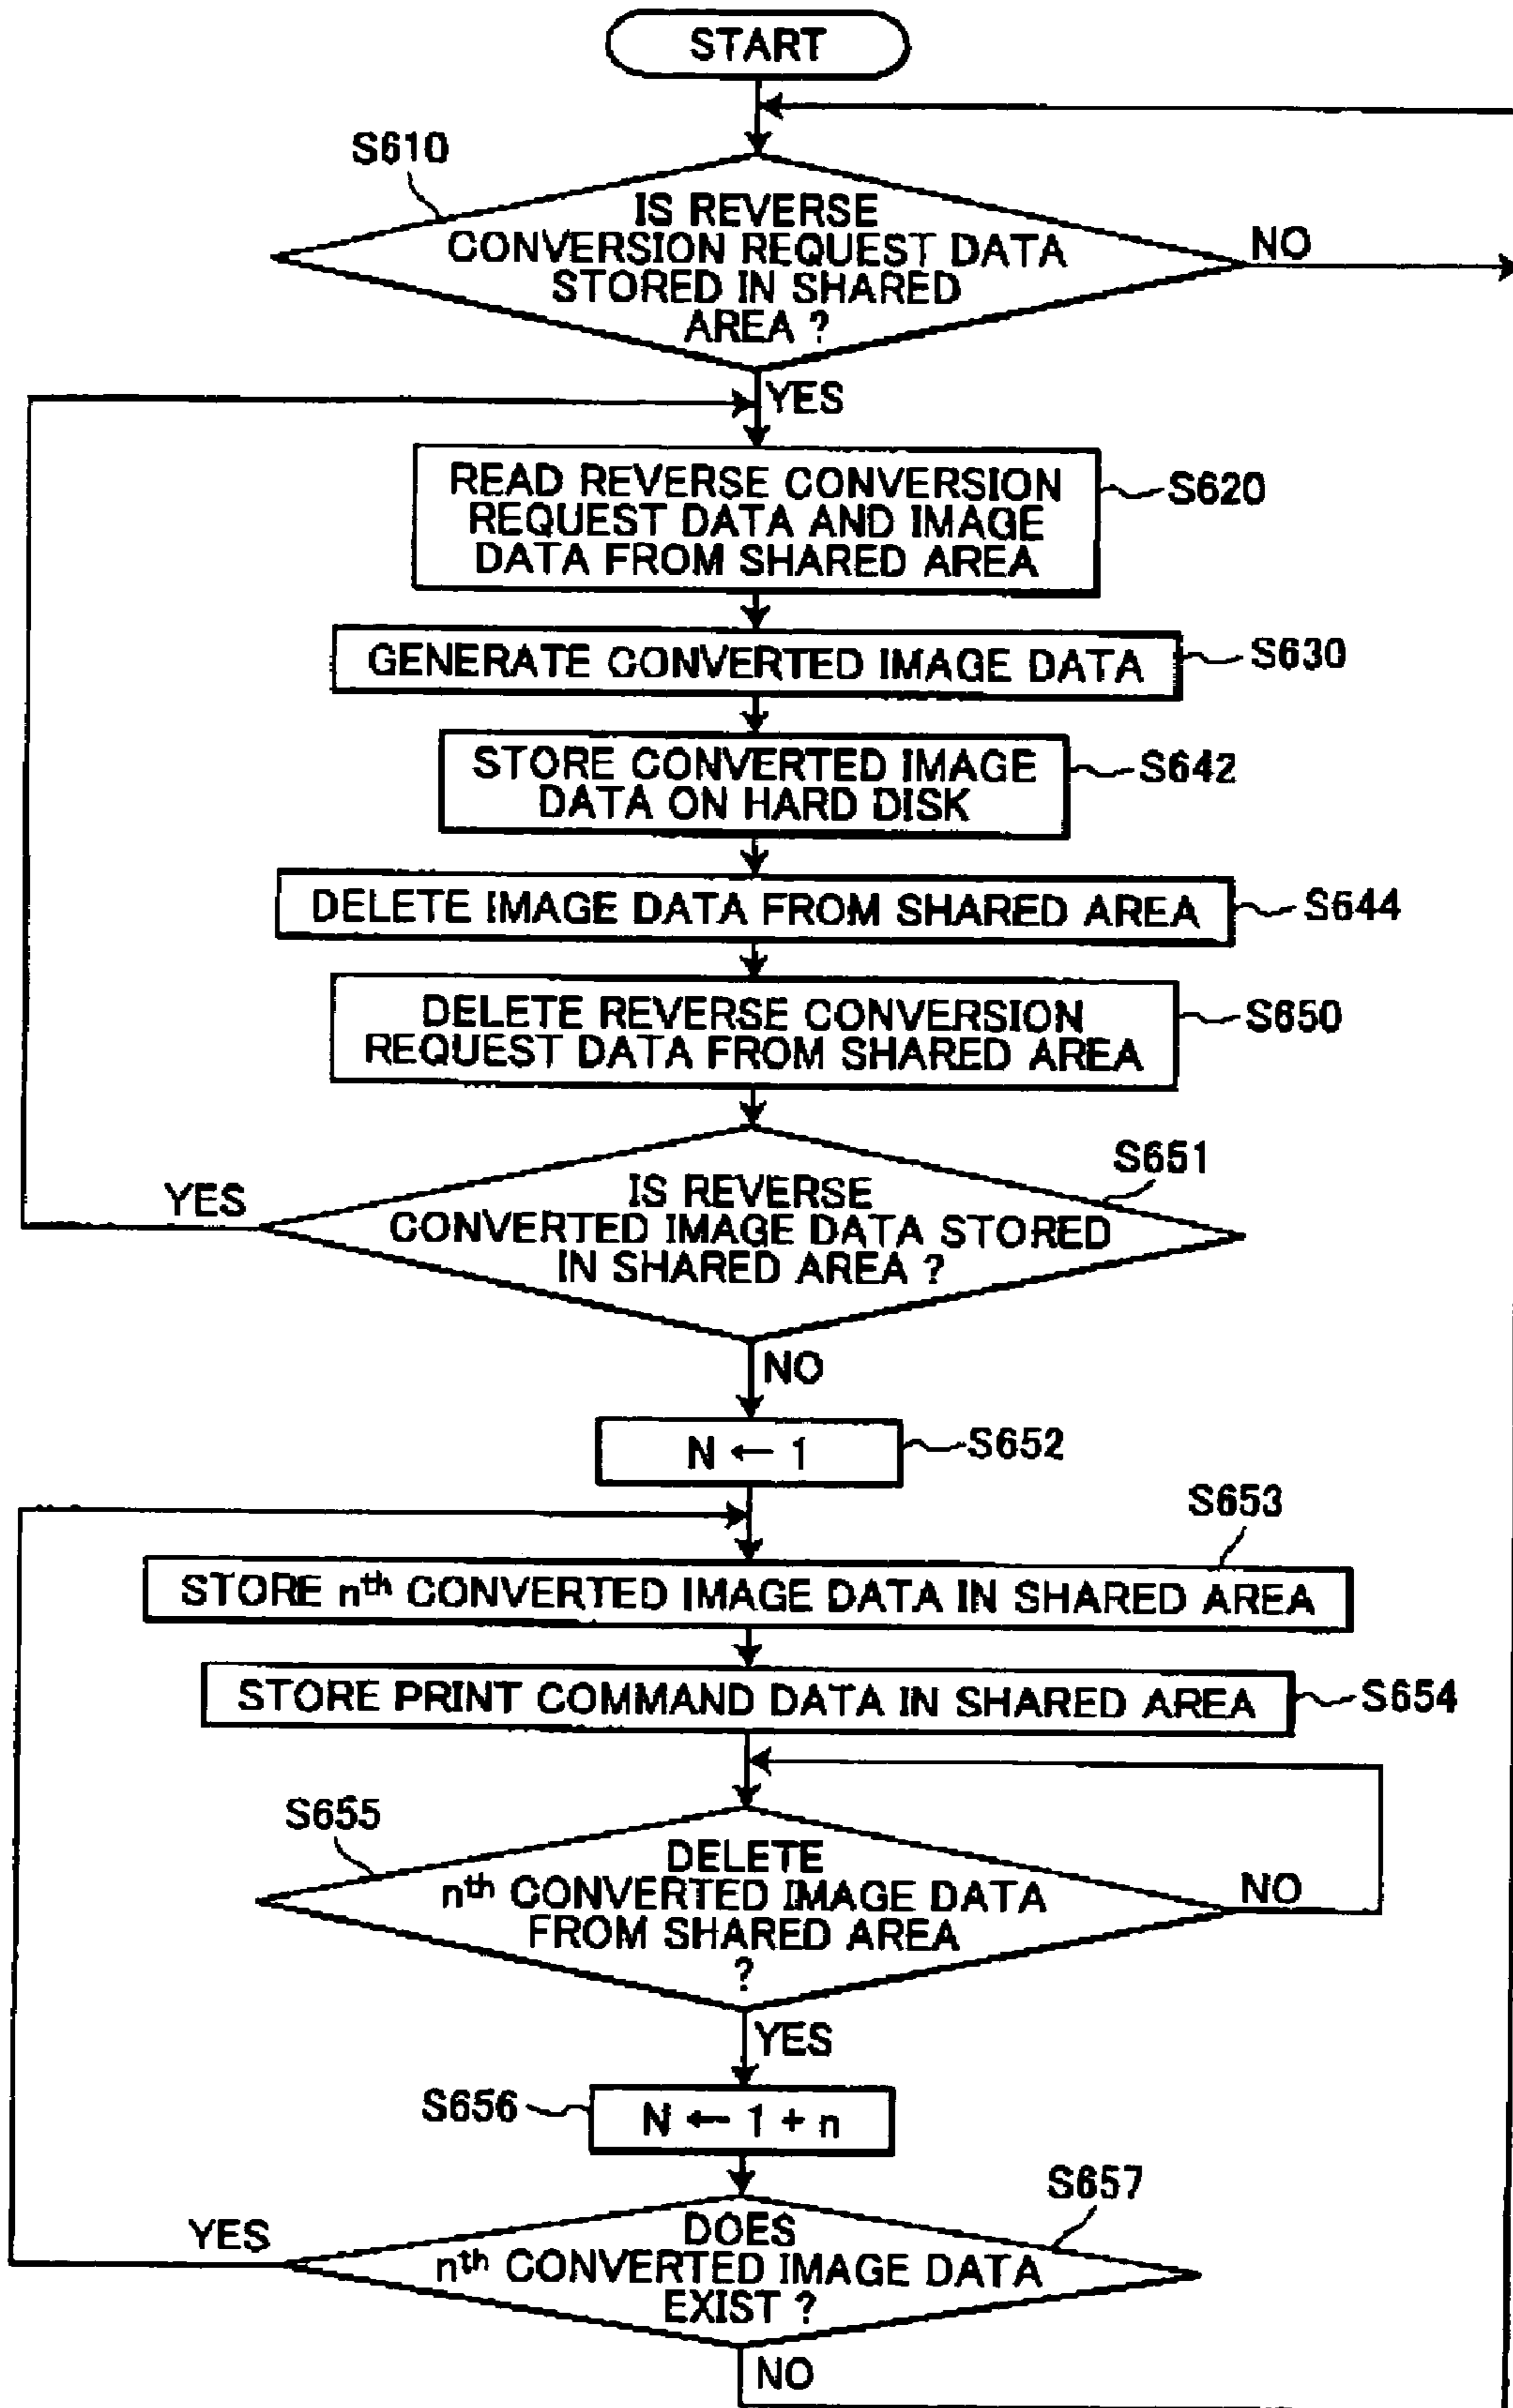 START
S610
IS REVERSE
CONVERSION REQUEST DATA
STORED IN SHARED
AREA ?
NO
YES
READ REVERSE CONVERSION
REQUEST DATA AND IMAGE
DATA FROM SHARED AREA
S620
GENERATE CONVERTED IMAGE DATA
S630
STORE CONVERTED IMAGE
DATA ON HARD DISK
S642
DELETE IMAGE DATA FROM SHARED AREA
S644
DELETE REVERSE CONVERSION
REQUEST DATA FROM SHARED AREA
S650
S651
YES
IS REVERSE
CONVERTED IMAGE DATA STORED
IN SHARED AREA ?
NO
N ← 1
S652
S653
STORE nth CONVERTED IMAGE DATA IN SHARED AREA
STORE PRINT COMMAND DATA IN SHARED AREA
S654
S655
DELETE
nth CONVERTED IMAGE DATA
FROM SHARED AREA
?
NO
YES
S656
N ← 1 + n
S657
YES
DOES
nth CONVERTED IMAGE DATA
EXIST ?
NO